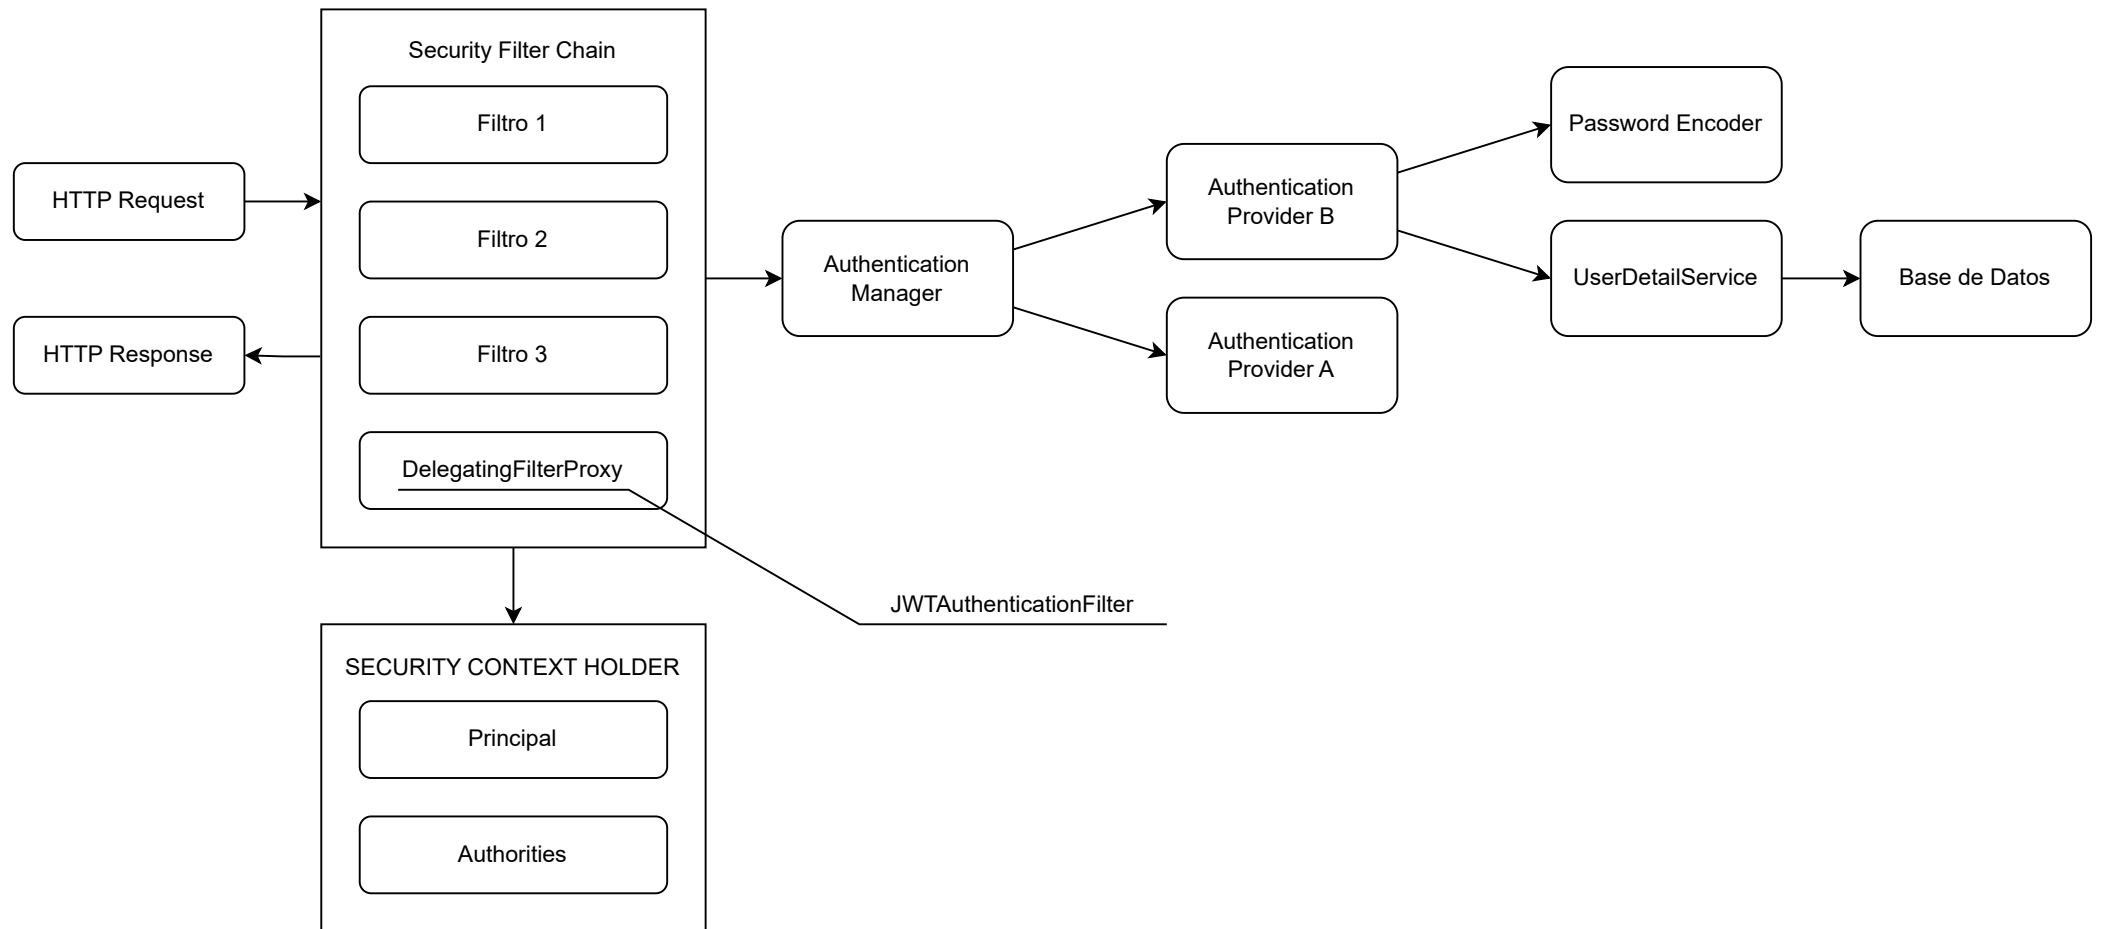 Security Filter Chain
Filtro 1
Filtro 2
Filtro 3
DelegatingFilterProxy
HTTP Request
HTTP Response
Authentication
Manager
Authentication
Provider B
Authentication
Provider A
Password Encoder
UserDetailService
Base de Datos
JWTAuthenticationFilter
SECURITY CONTEXT HOLDER
Principal
Authorities